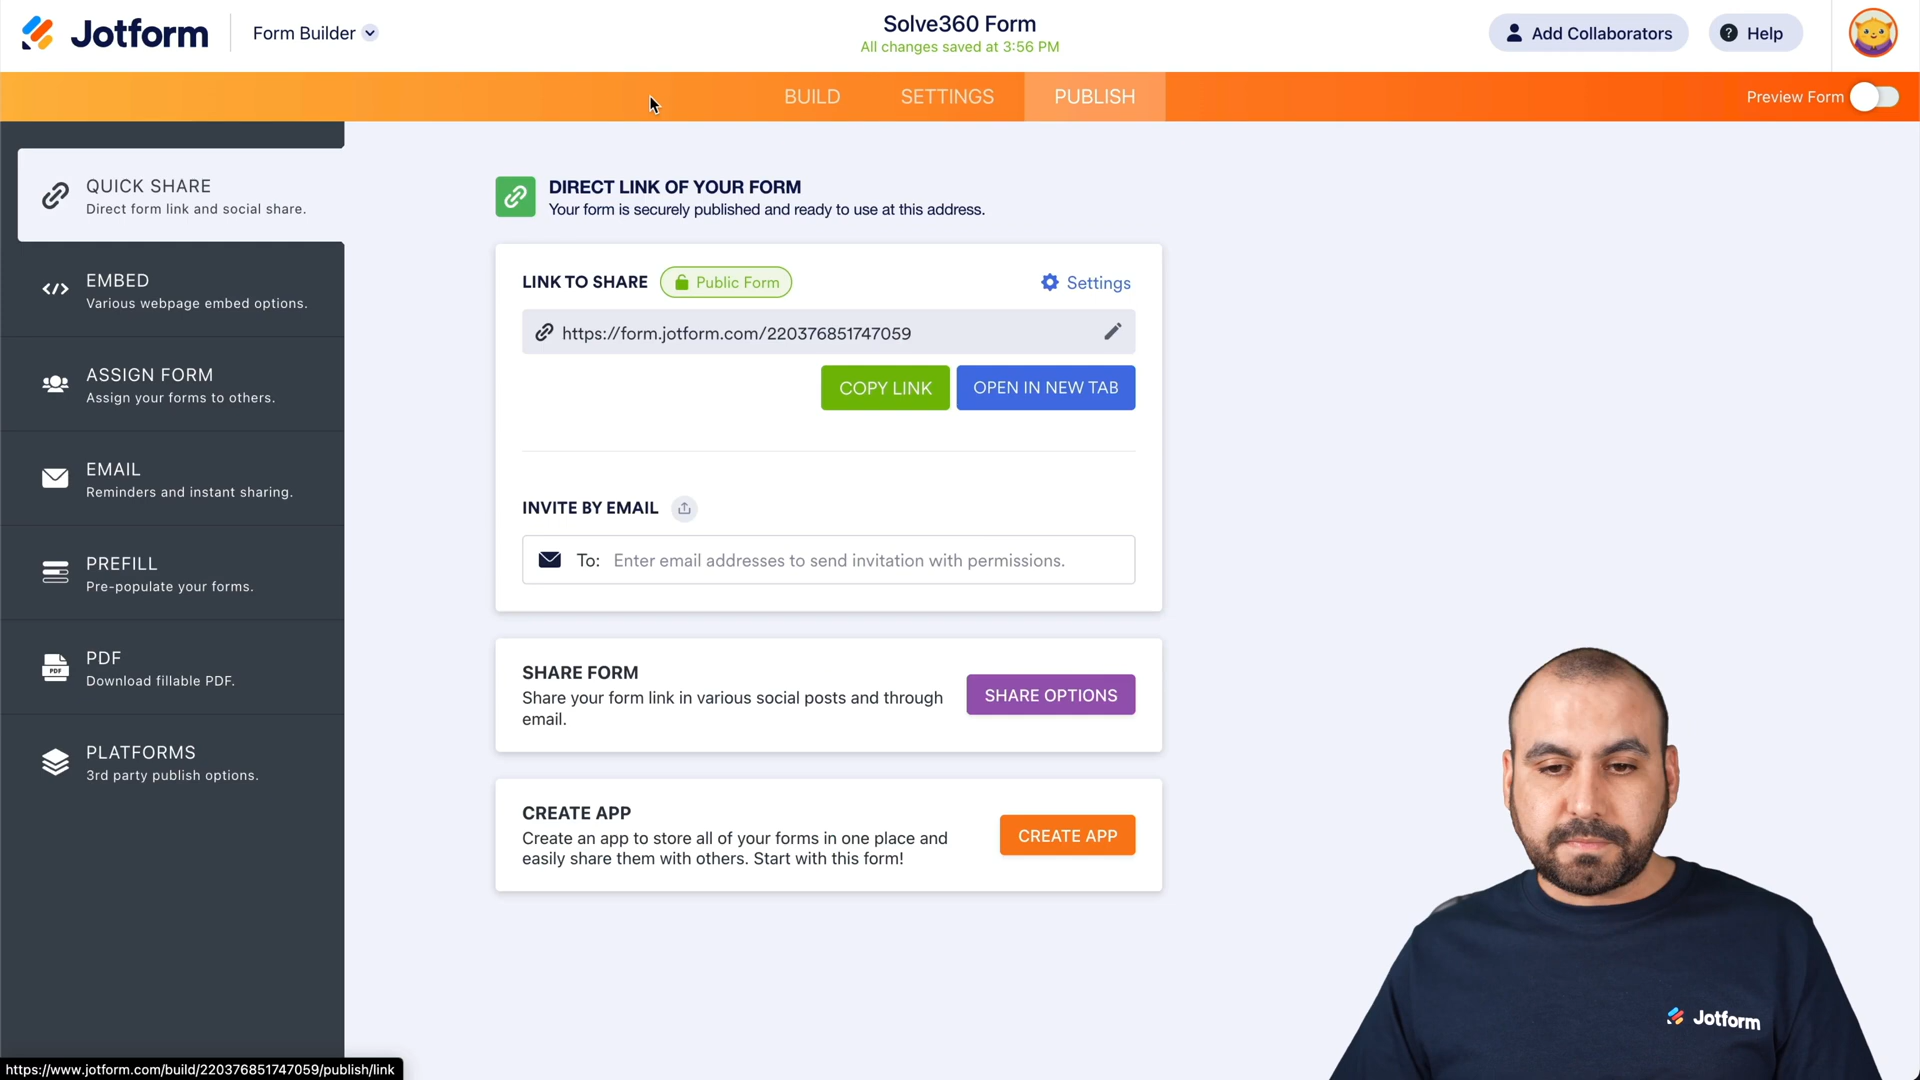 Jotform
Form Builder
Solve360 Form
All changes saved at 3:56 PM
Add Collaborators
? Help
BUILD
SETTINGS
PUBLISH
Preview Form
QUICK SHARE
Direct form link and social share.
EMBED
Various webpage embed options.
ASSIGN FORM
Assign your forms to others.
EMAIL
Reminders and instant sharing.
PREFILL
Pre-populate your forms.
PDF
PDF
Download fillable PDF.
PLATFORMS
3rd party publish options.
DIRECT LINK OF YOUR FORM
Your form is securely published and ready to use at this address.
LINK TO SHARE
Public Form
Settings
https://form.jotform.com/220376851747059
COPY LINK
OPEN IN NEW TAB
INVITE BY EMAIL
To: Enter email addresses to send invitation with permissions.
SHARE FORM
Share your form link in various social posts and through
email.
SHARE OPTIONS
CREATE APP
Create an app to store all of your forms in one place and
easily share them with others. Start with this form!
CREATE APP
Jotform
https://www.jotform.com/build/220376851747059/publish/link